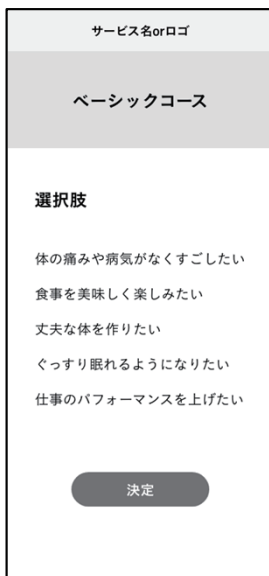 サービス名orロゴ
ベーシックコース
選択肢
体の痛みや病気がなくすごしたい
食事を美味しく楽しみたい
丈夫な体を作りたい
ぐっすり眠れるようになりたい
仕事のパフォーマンスを上げたい
決定